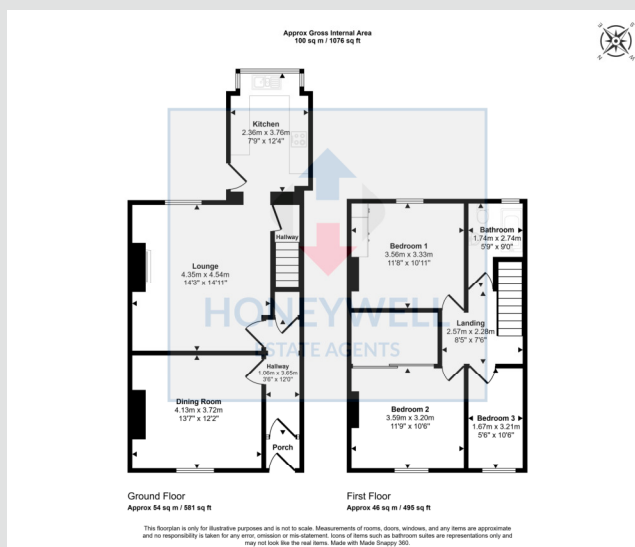 Approx Gross Internal Area
100 sq m / 1076 sq ft
Kitchen
2.36m x 3.76m
7'9" x 12'4"
Hallway
Lounge
4.35m x 4.54m
14'3" x 14'11"
Hallway
1.06m x 3.65m
3'6" x 12'0"
Dining Room
4.13m x 3.72m
13'7" x 12'2"
Porch
Bedroom 1
3.56m x 3.33m
11'8" x 10'11"
Bathroom
1.74m x 2.74m
5'9" x 9'0"
Landing
2.57m x 2.28m
8'5" x 7'6"
Bedroom 2
3.59m x 3.20m
11'9" x 10'6"
Bedroom 3
1.67m x 3.21m
5'6" x 10'6"
HONEYWELL
ESTATE AGENTS
Ground Floor
Approx 54 sq m / 581 sq ft
First Floor
Approx 46 sq m / 495 sq ft
This floorplan is only for illustrative purposes and is not to scale. Measurements of rooms, doors, windows, and any items are approximate
and no responsibility is taken for any error, omission or mis-statement. Icons of items such as bathroom suites are representations only and
may not look like the real items. Made with Made Snappy 360.